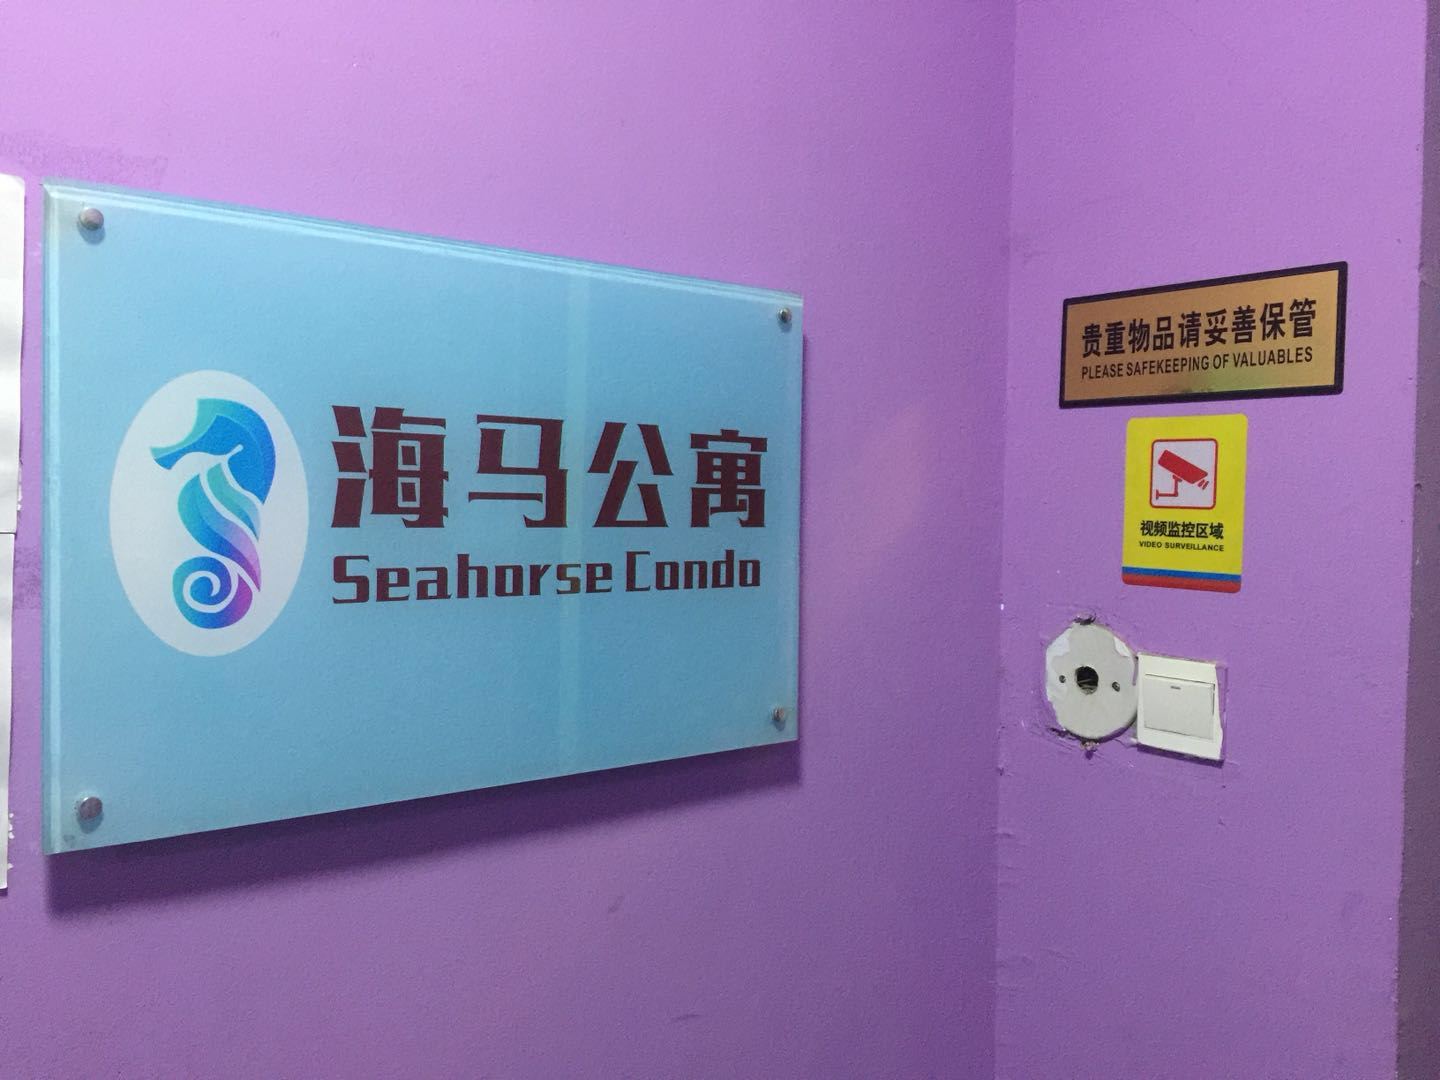 海马公寓
Seahorse Condo
贵重物品请妥善保管
PLEASE SAFEKEEPING OF VALUABLES
视频监控区域
VIDEO SURVEILLANCE